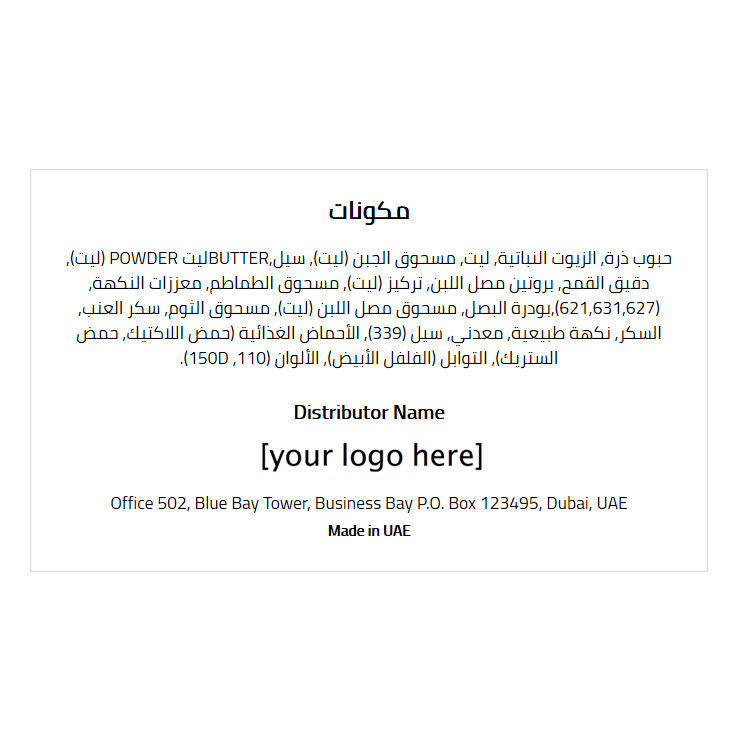 مكونات
حبوب ذرة, الزيوت النباتية, ليت, مسحوق الجبن (ليت), سيل,BUTTERليت POWDER (ليت),
دقيق القمح, بروتين مصل اللبن, تركيز (ليت), مسحوق الطماطم, معززات النكهة,
(621,631,627),بودرة البصل, مسحوق مصل اللبن (ليت), مسحوق الثوم, سكر العنب,
السكر, نكهة طبيعية, معدني, سيل (339), الأحماض الغذائية (حمض اللاكتيك, حمض
الستريك), التوابل (الفلفل الأبيض), الألوان (110, 150D).
Distributor Name
[your logo here]
Office 502, Blue Bay Tower, Business Bay P.O. Box 123495, Dubai, UAE
Made in UAE